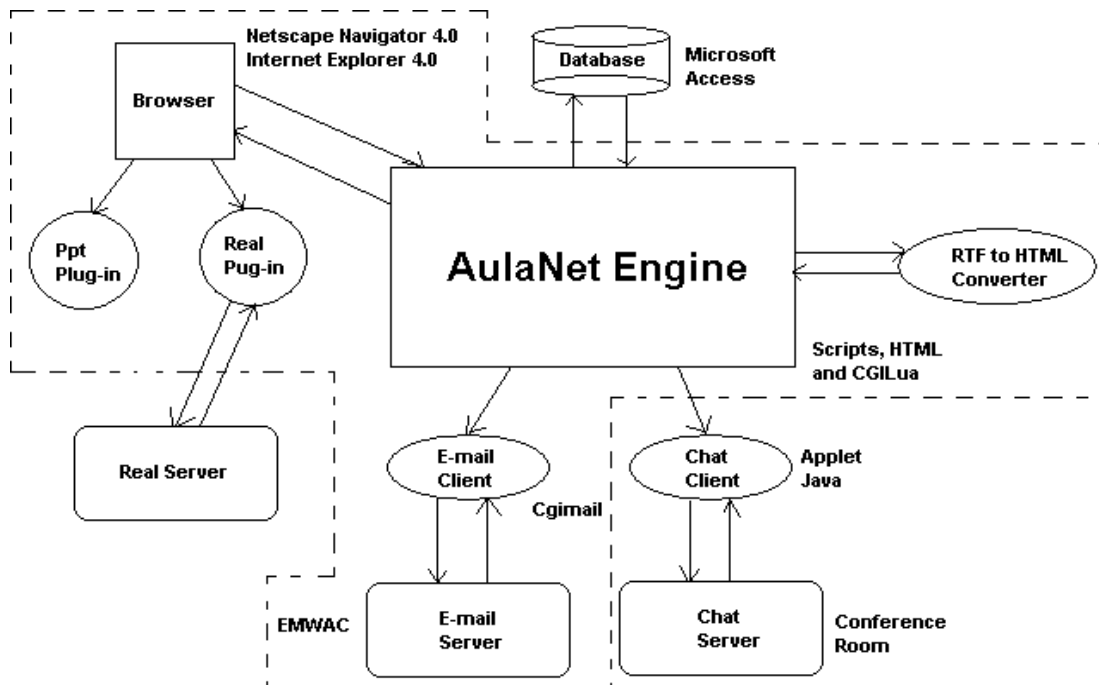 Netscape Navigator 4.0
Internet Explorer 4.0
Browser
Database
Microsoft
Access
Ppt
Plug-in
Real
Pug-in
AulaNet Engine
RTF to HTML
Converter
Scripts, HTML
and CGILua
Real Server
E-mail
Client
Cgimail
Chat
Client
Applet
Java
EMWAC
E-mail
Server
Chat
Server
Conference
Room